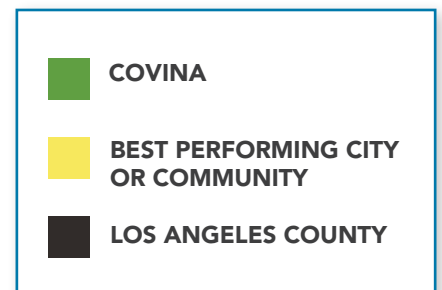 COVINA
BEST PERFORMING CITY
OR COMMUNITY
LOS ANGELES COUNTY